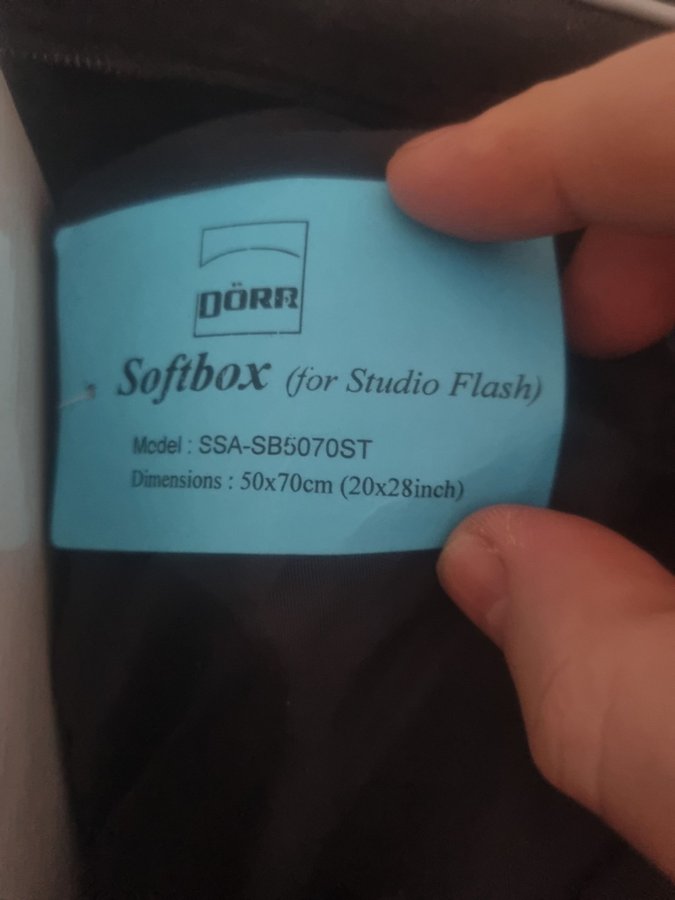 DÖRR
Softbox (for Studio Flash)
Model : SSA-SB5070ST
Dimensions : 50x70cm (20x28inch)